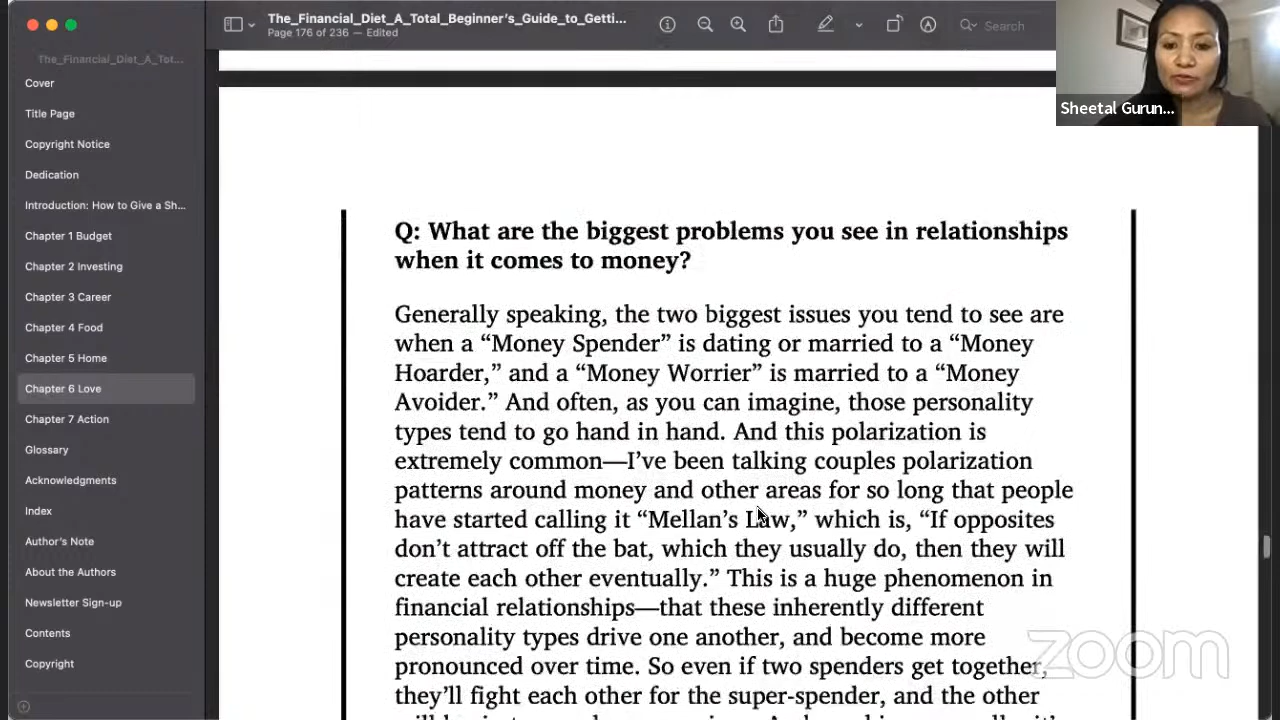 The_Financial_Diet_A_Total_Beginner's_Guide_to_Getti...
Page 176 of 236 — Edited
Search
The_Financial_Diet_A_Tot...
Cover
Title Page
Copyright Notice
Dedication
Introduction: How to Give a Sh...
Chapter 1 Budget
Chapter 2 Investing
Chapter 3 Career
Chapter 4 Food
Chapter 5 Home
Chapter 6 Love
Chapter 7 Action
Glossary
Acknowledgments
Index
Author's Note
About the Authors
Newsletter Sign-up
Contents
Copyright
Sheetal Gurun...
Q: What are the biggest problems you see in relationships
when it comes to money?
Generally speaking, the two biggest issues you tend to see are
when a “Money Spender” is dating or married to a “Money
Hoarder,” and a “Money Worrier” is married to a “Money
Avoider.” And often, as you can imagine, those personality
types tend to go hand in hand. And this polarization is
extremely common—I’ve been talking couples polarization
patterns around money and other areas for so long that people
have started calling it “Mellan’s Law,” which is, “If opposites
don’t attract off the bat, which they usually do, then they will
create each other eventually.” This is a huge phenomenon in
financial relationships—that these inherently different
personality types drive one another, and become more
pronounced over time. So even if two spenders get together,
they’ll fight each other for the super-spender, and the other
zoom